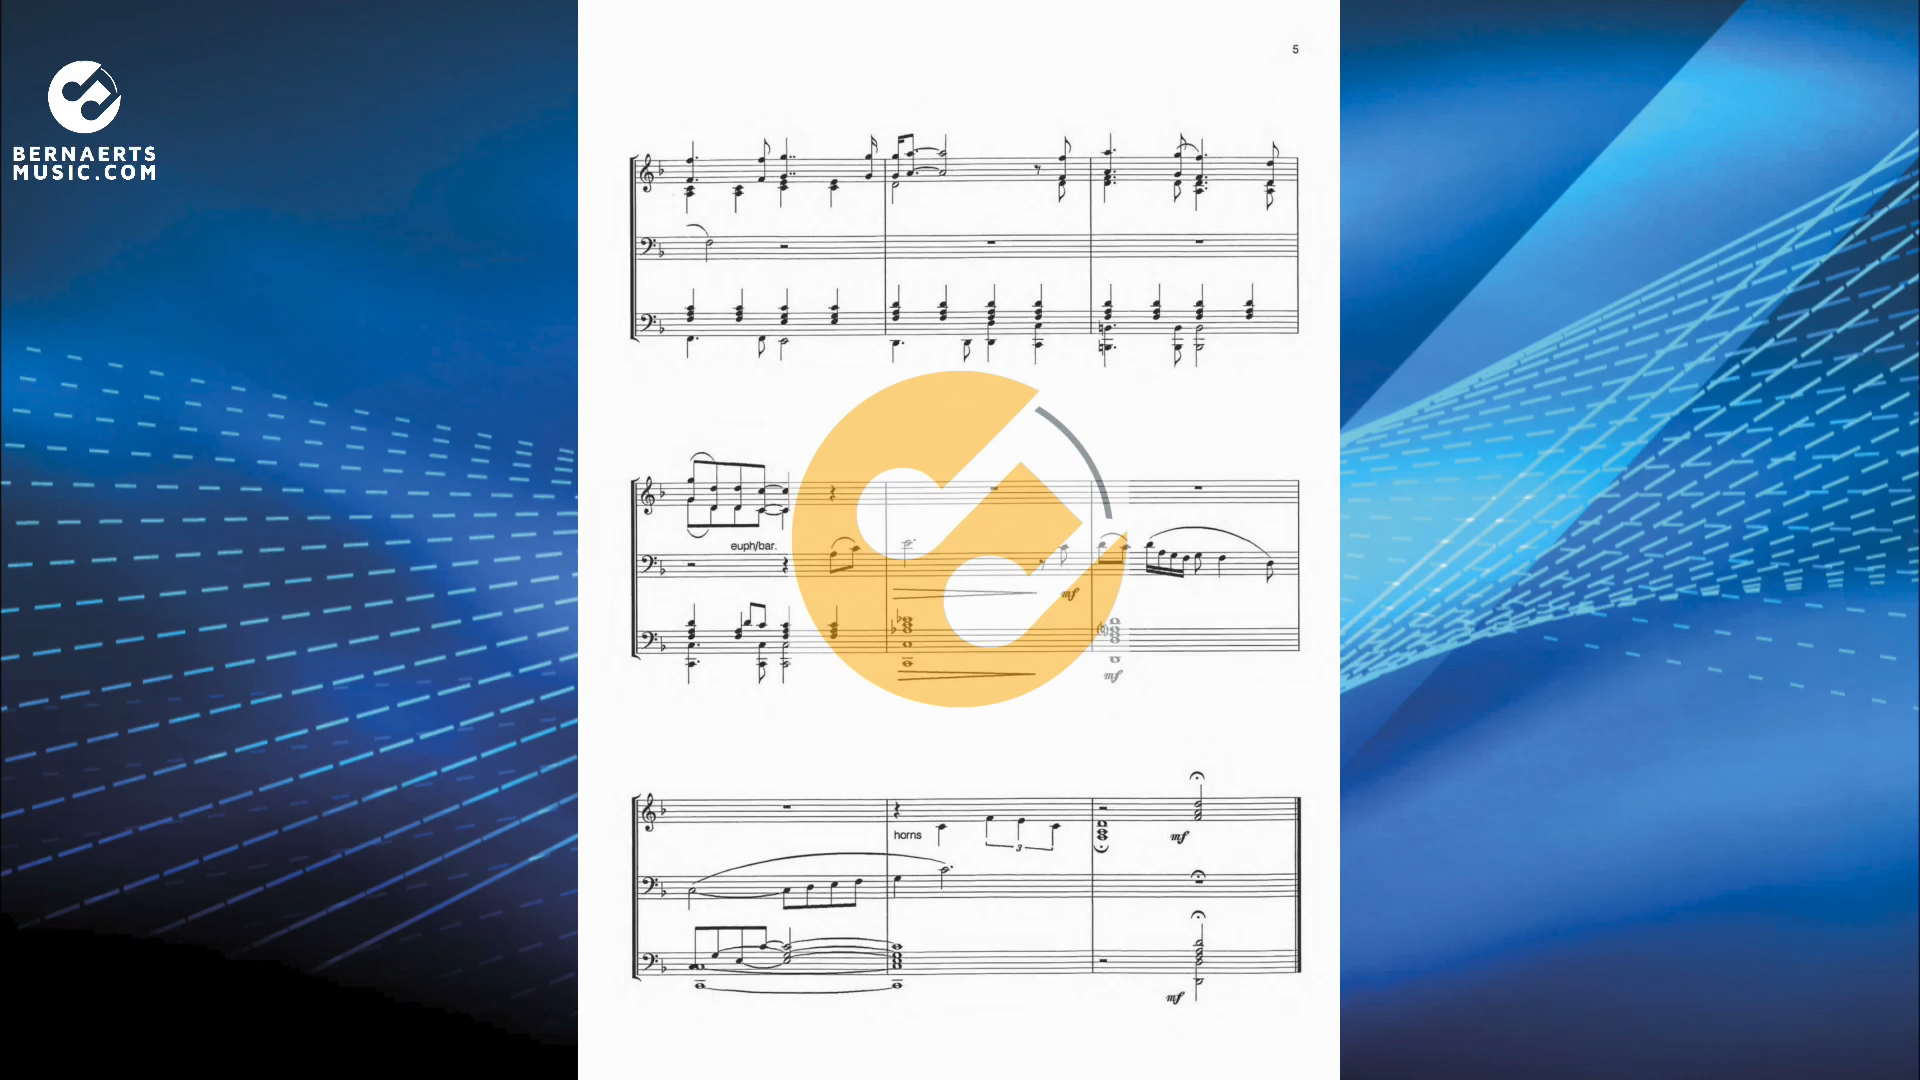 BERNAERTS
MUSIC.COM
5
euph/bar.
mf
mf
horns
3
mf
mf